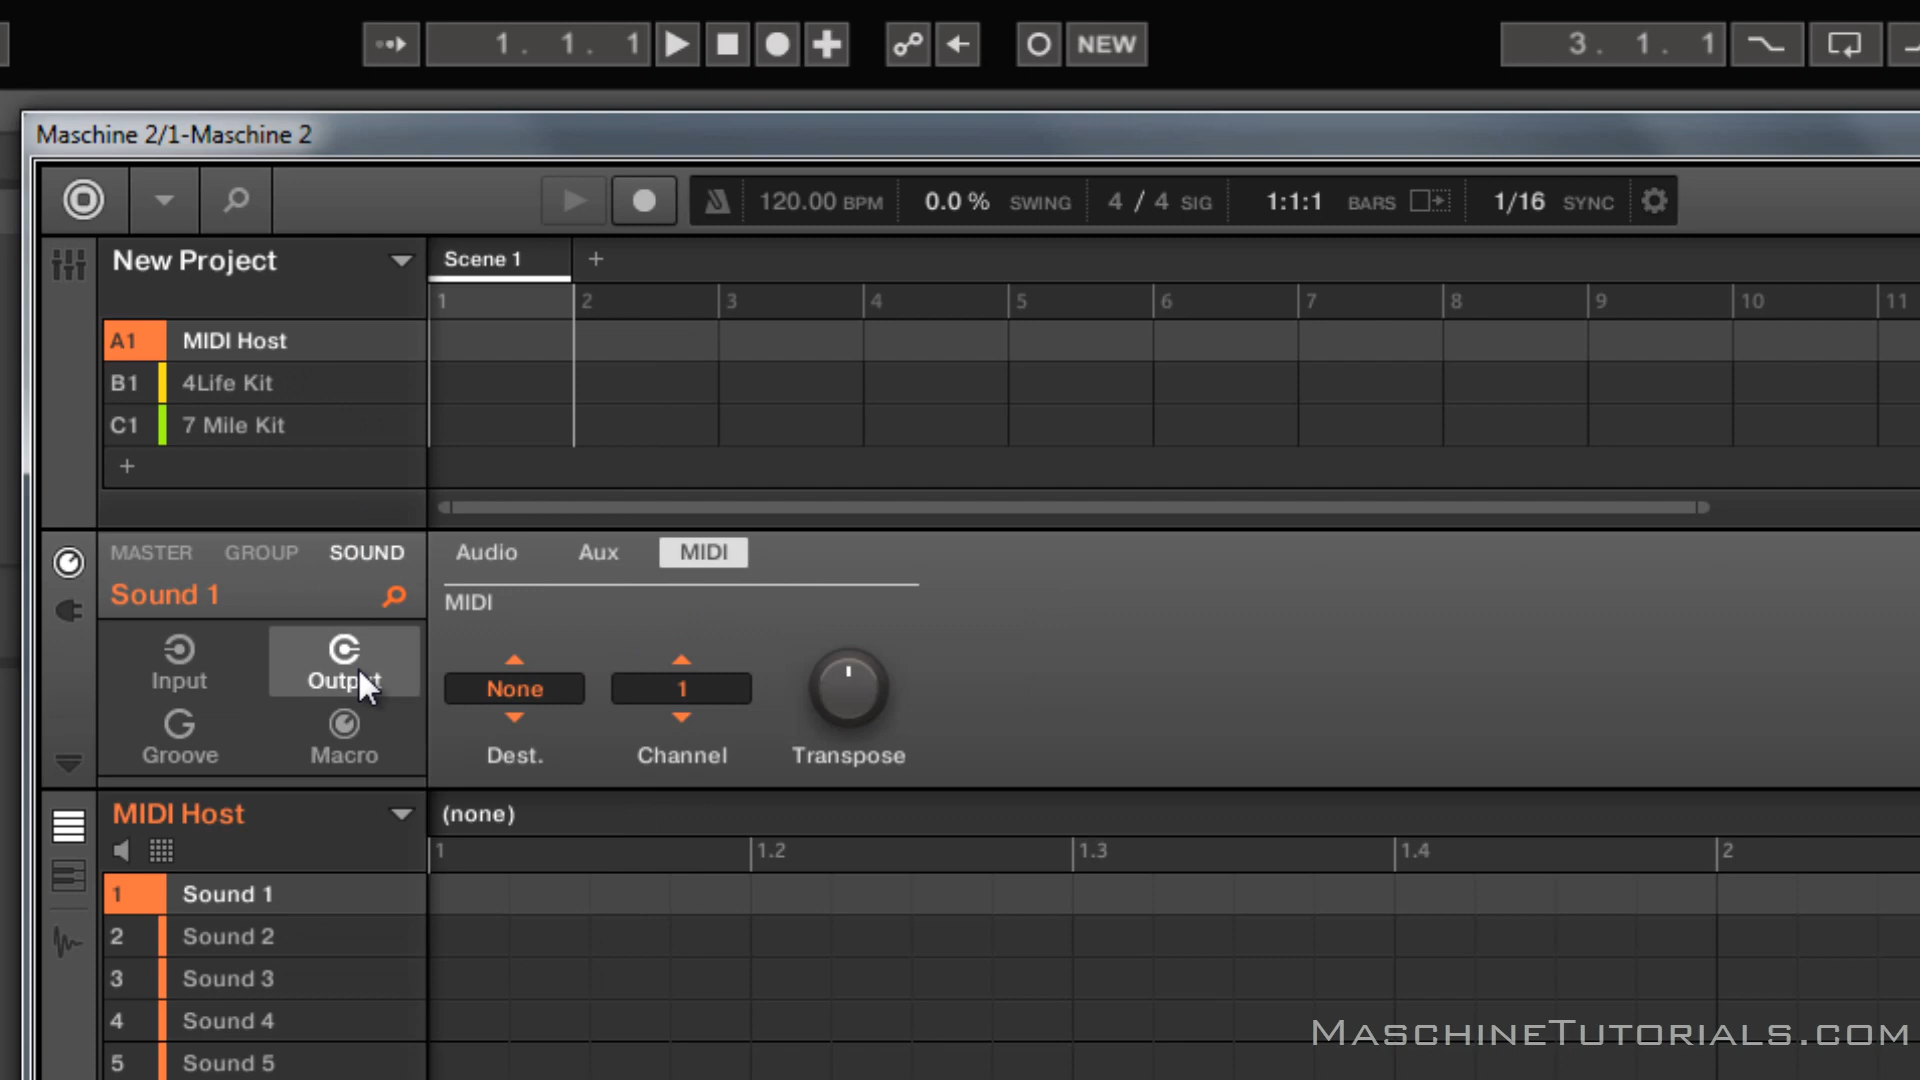 1. 1. 1
NEW
3. 1. 1
Maschine 2/1-Maschine 2
120.00 BPM
0.0 % SWING
4 / 4 SIG
1:1:1 BARS
1/16 SYNC
New Project
Scene 1 +
1 2 3 4 5 6 7 8 9 10 11
A1 MIDI Host
B1 4Life Kit
C1 7 Mile Kit
+
MASTER GROUP SOUND
Audio Aux MIDI
Sound 1
MIDI
Input Output
None 1
Groove Macro
Dest. Channel Transpose
MIDI Host
(none)
1 1.2 1.3 1.4 2
1 Sound 1
2 Sound 2
3 Sound 3
4 Sound 4
5 Sound 5
MASCHINETUTORIALS.COM